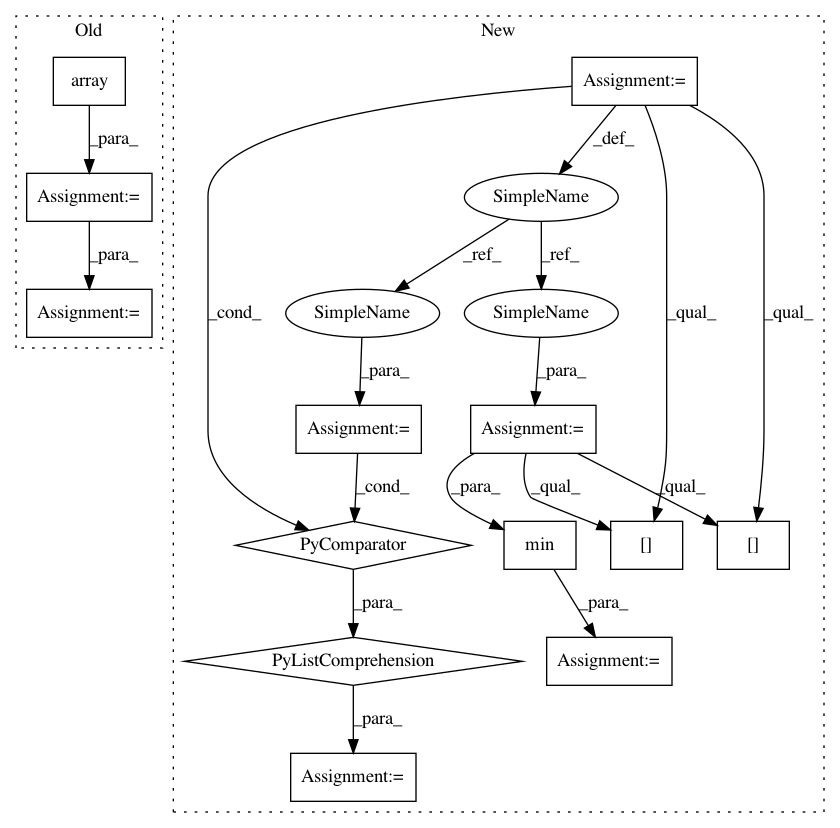 Old
New
array
Assignment:=
_para_
_def_
Assignment:=
SimpleName
_para_
_ref_
_ref_
Assignment:=
_cond_
SimpleName
SimpleName
_qual_
_qual_
_para_
_para_
Assignment:=
Assignment:=
_cond_
_para_
_qual_
_qual_
PyComparator
min
[]
[]
_para_
_para_
PyListComprehension
Assignment:=
_para_
Assignment:=